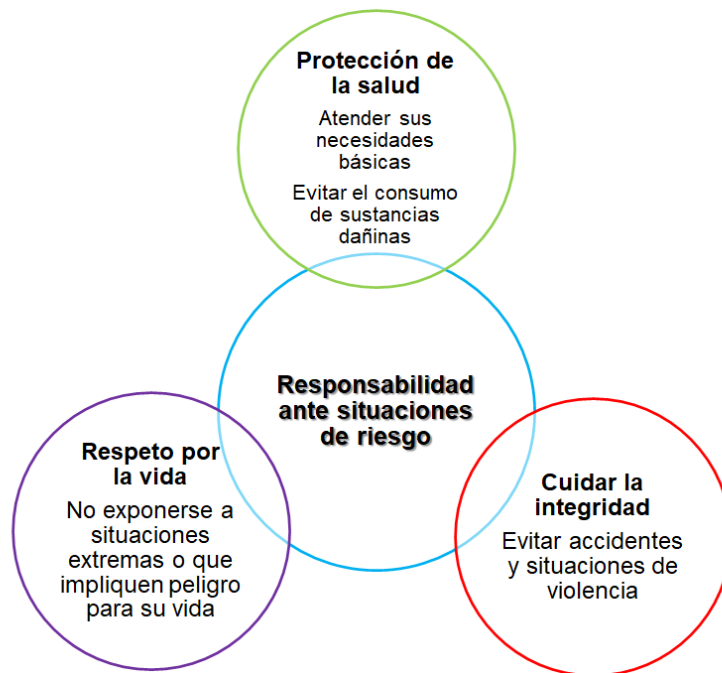 Protección de
la salud
Atender sus
necesidades
básicas
Evitar el consumo
de sustancias
dañinas
Responsabilidad
ante situaciones
de riesgo
Respeto por
la vida
No exponerse a
situaciones
extremas o que
impliquen peligro
para su vida
Cuidar la
integridad
Evitar accidentes
y situaciones de
violencia